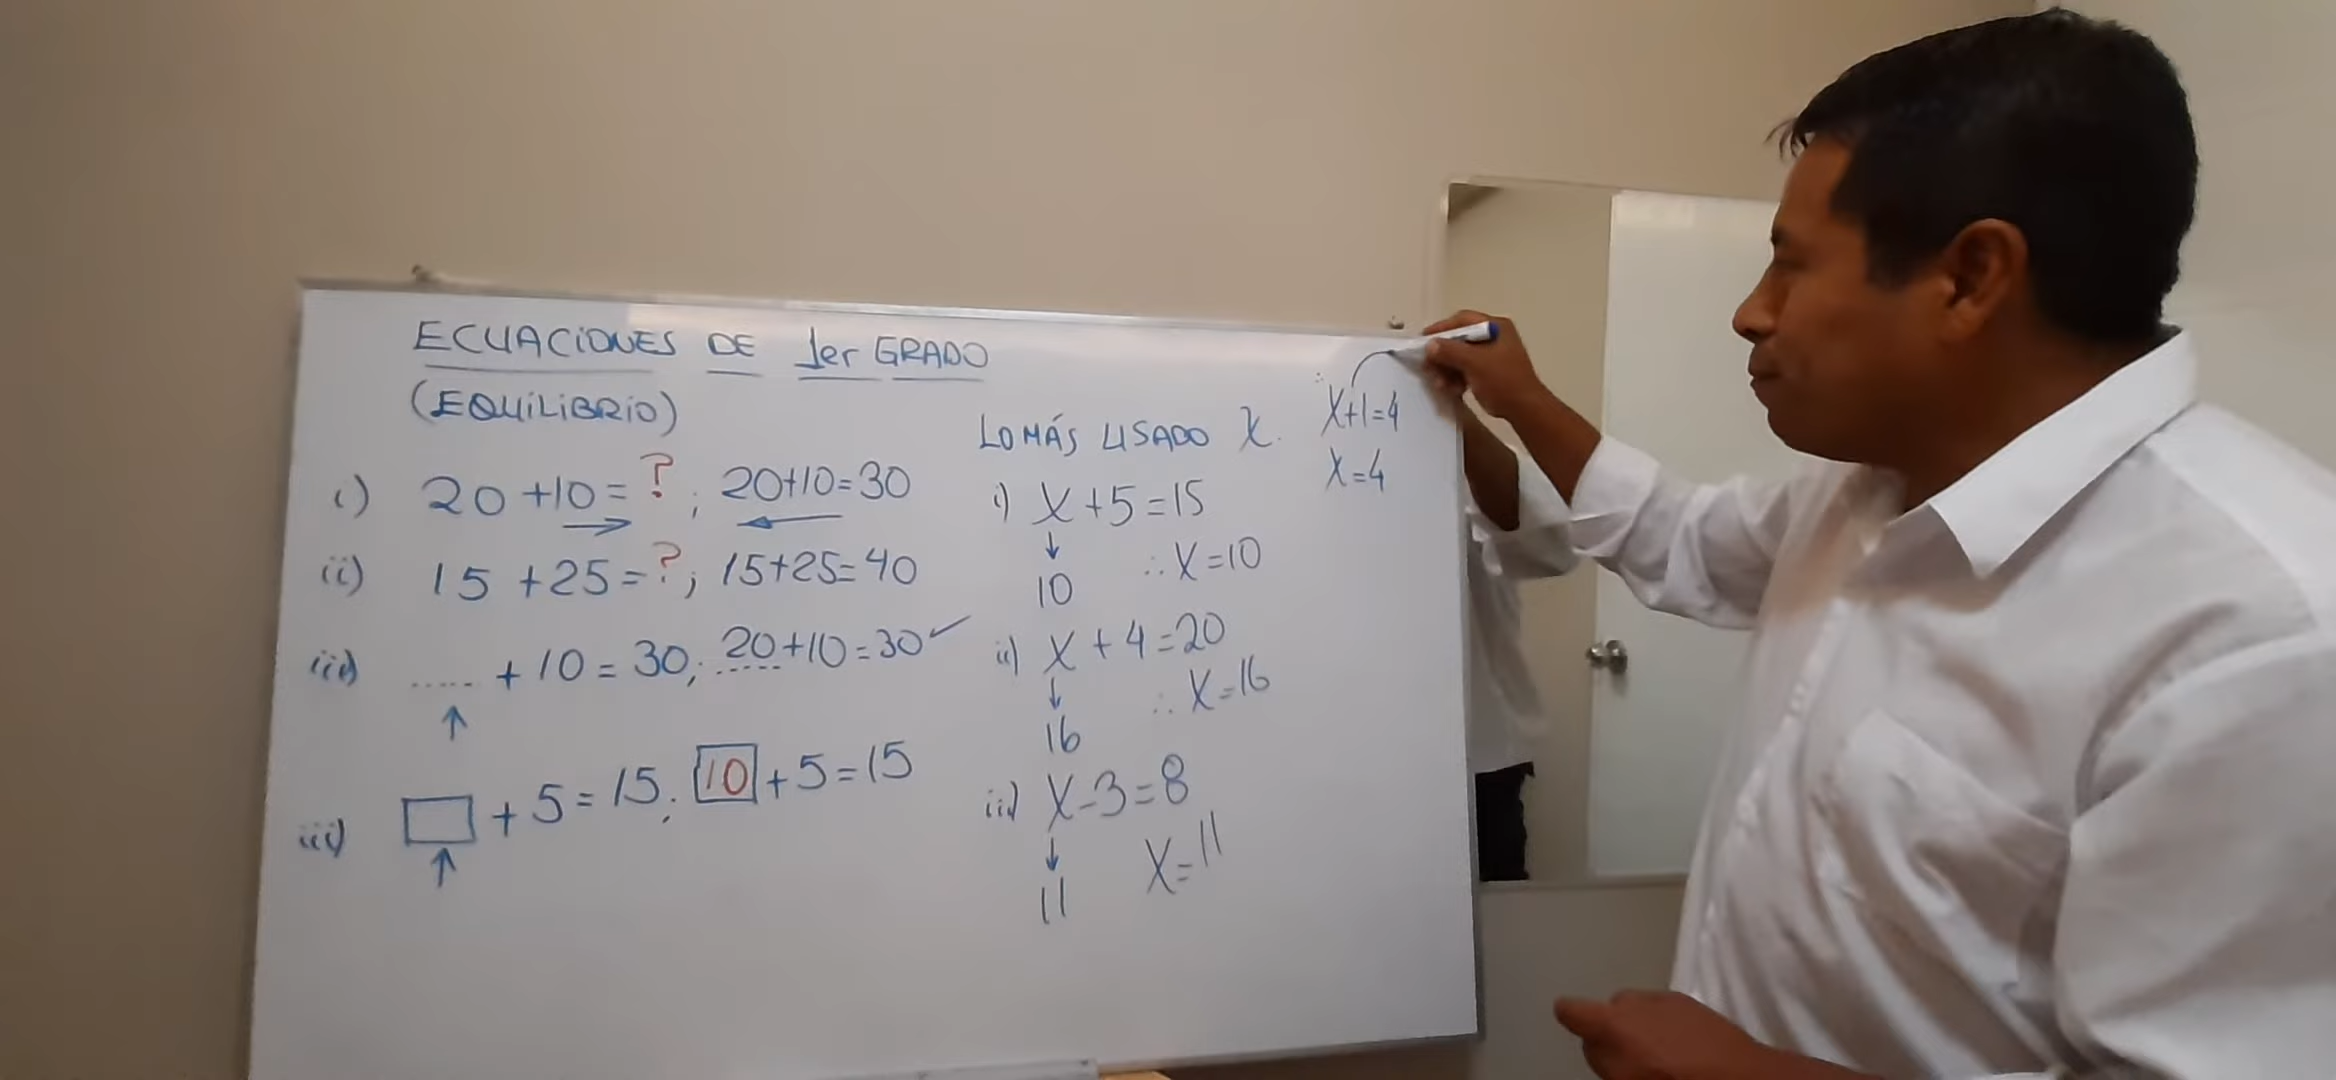 ECUACIONES DE 1er GRADO
(EQUILIBRIO)
i) 20 +10 = ? ; 20+10=30
ii) 15 +25=?; 15+25=40
iii) ..... + 10 = 30; 20+10=30 ✓
↑
iii) □ + 5 = 15; 10 + 5 = 15
↑
LO MÁS USADO X.
i) X + 5 = 15
↓
10
∴ X = 10
ii) X + 4 = 20
↓
16
∴ X = 16
iii) X - 3 = 8
↓
11
X = 11
∴
X+1=4
X=4